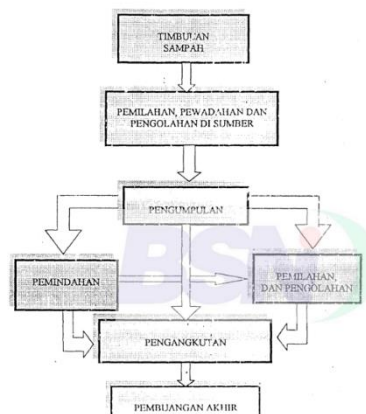 TIMBULAN
SAMPAH
PEMILAHAN, PEWADAHAN DAN
PENGOLAHAN DI SUMBER
PENGUMPULAN
PEMINDAHAN
PEMILAHAN,
DAN PENGOLAHAN
PENGANGKUTAN
PEMBUANGAN AKHIR
BSN